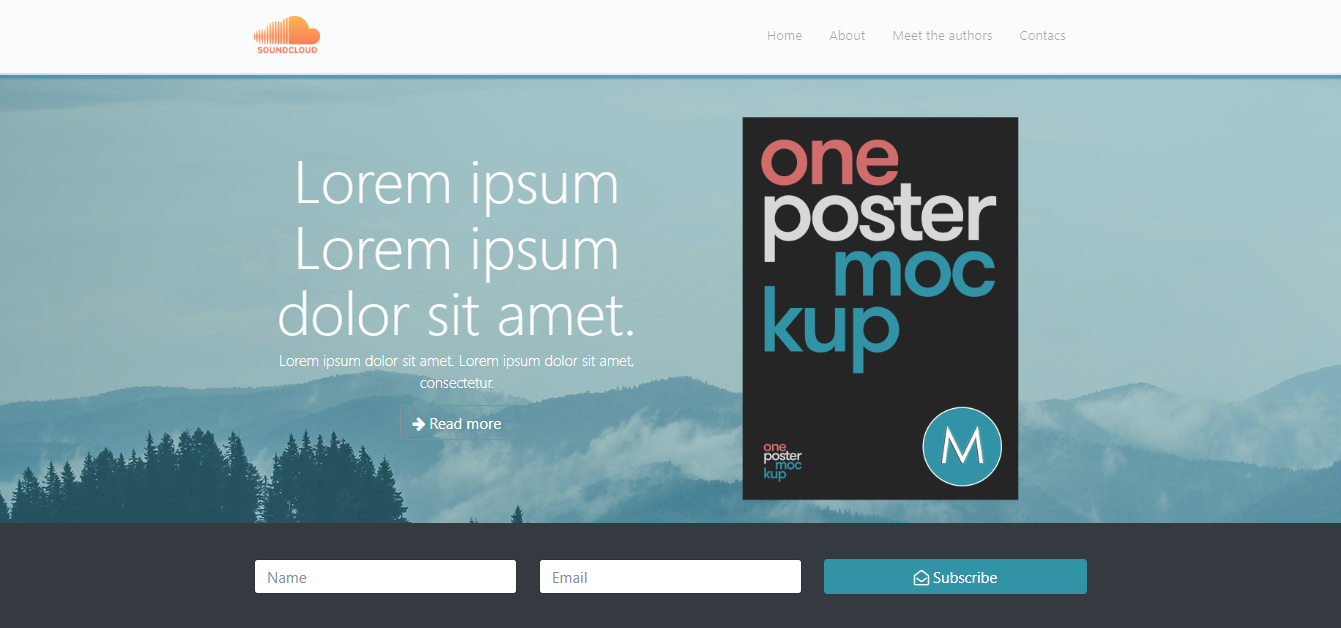 SOUNDCLOUD
Home About Meet the authors Contacs
Lorem ipsum
Lorem ipsum
dolor sit amet.
Lorem ipsum dolor sit amet. Lorem ipsum dolor sit amet,
consectetur.
Read more
one
poster
moc
kup
one
poster
moc
kup
M
Name
Email
Subscribe